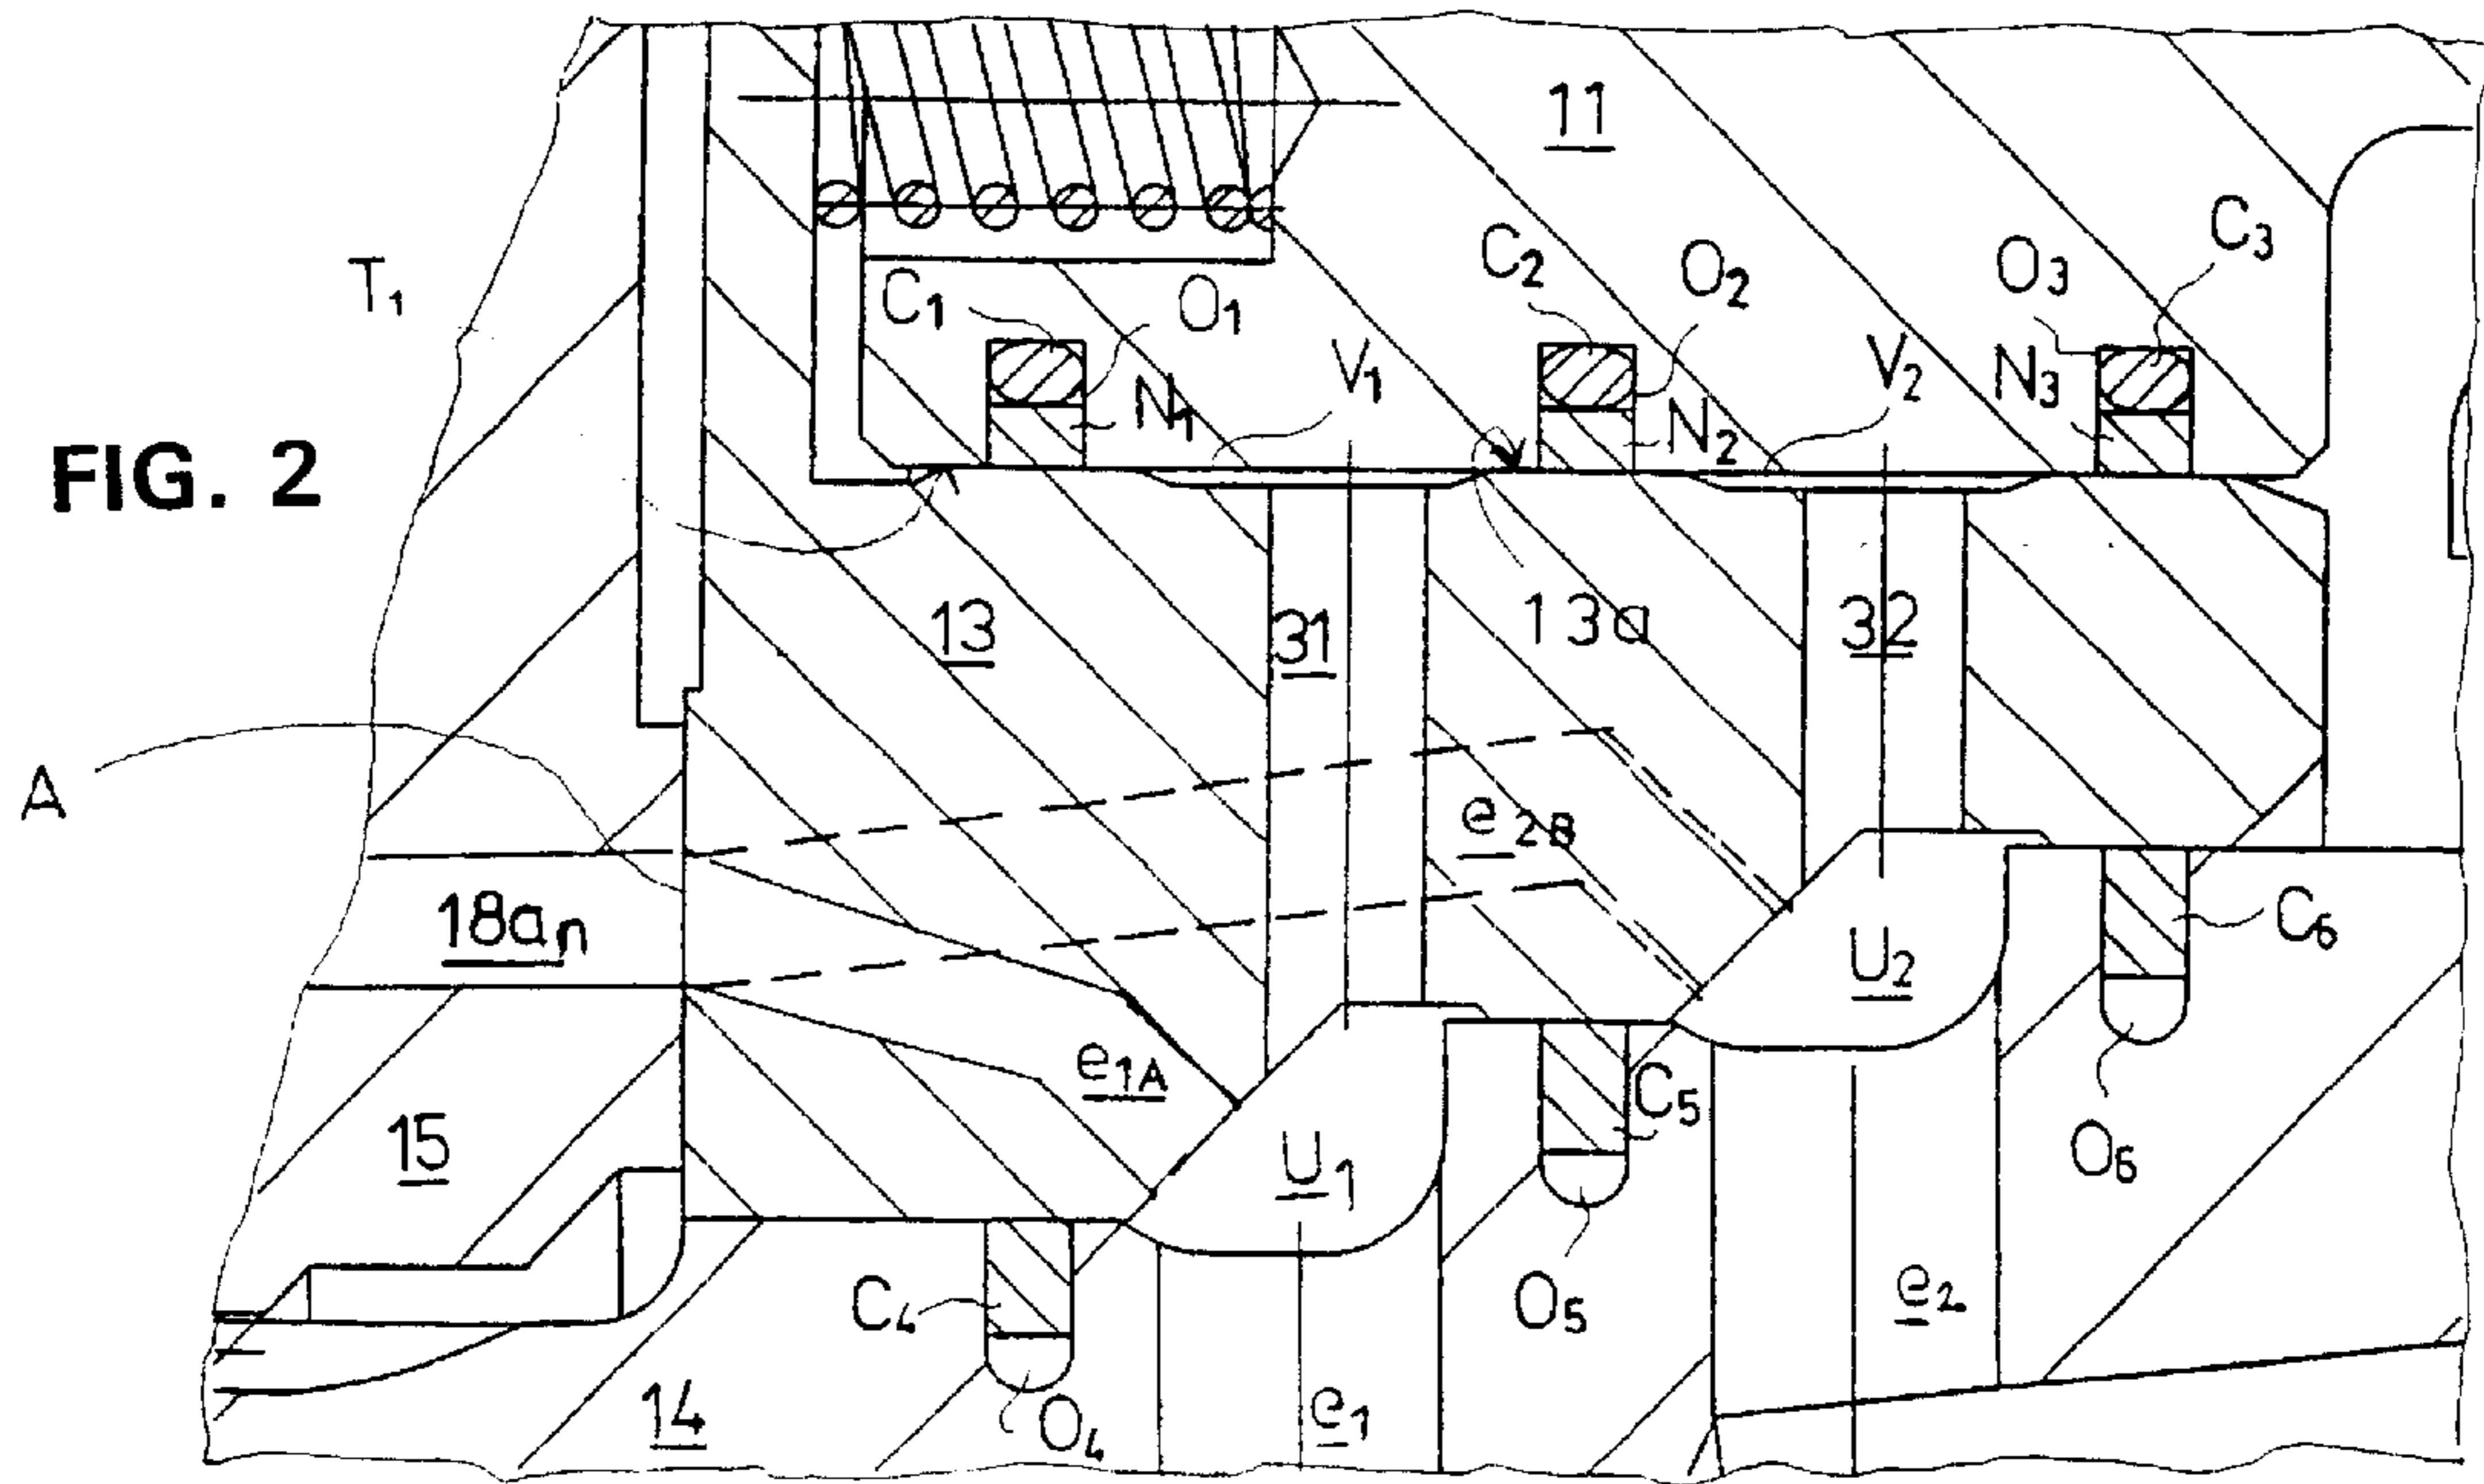 11
C₃
C₂
O₂
O₃
T₁
C₁
O₁
V₁
V₂
N₃
N₁
N₂
FIG. 2
13
31
13a
32
A
e₂B
18aₙ
C₆
U₂
e₁A
C₅
15
U₁
O₆
C₄
O₅
e₂
14
O₄
e₁